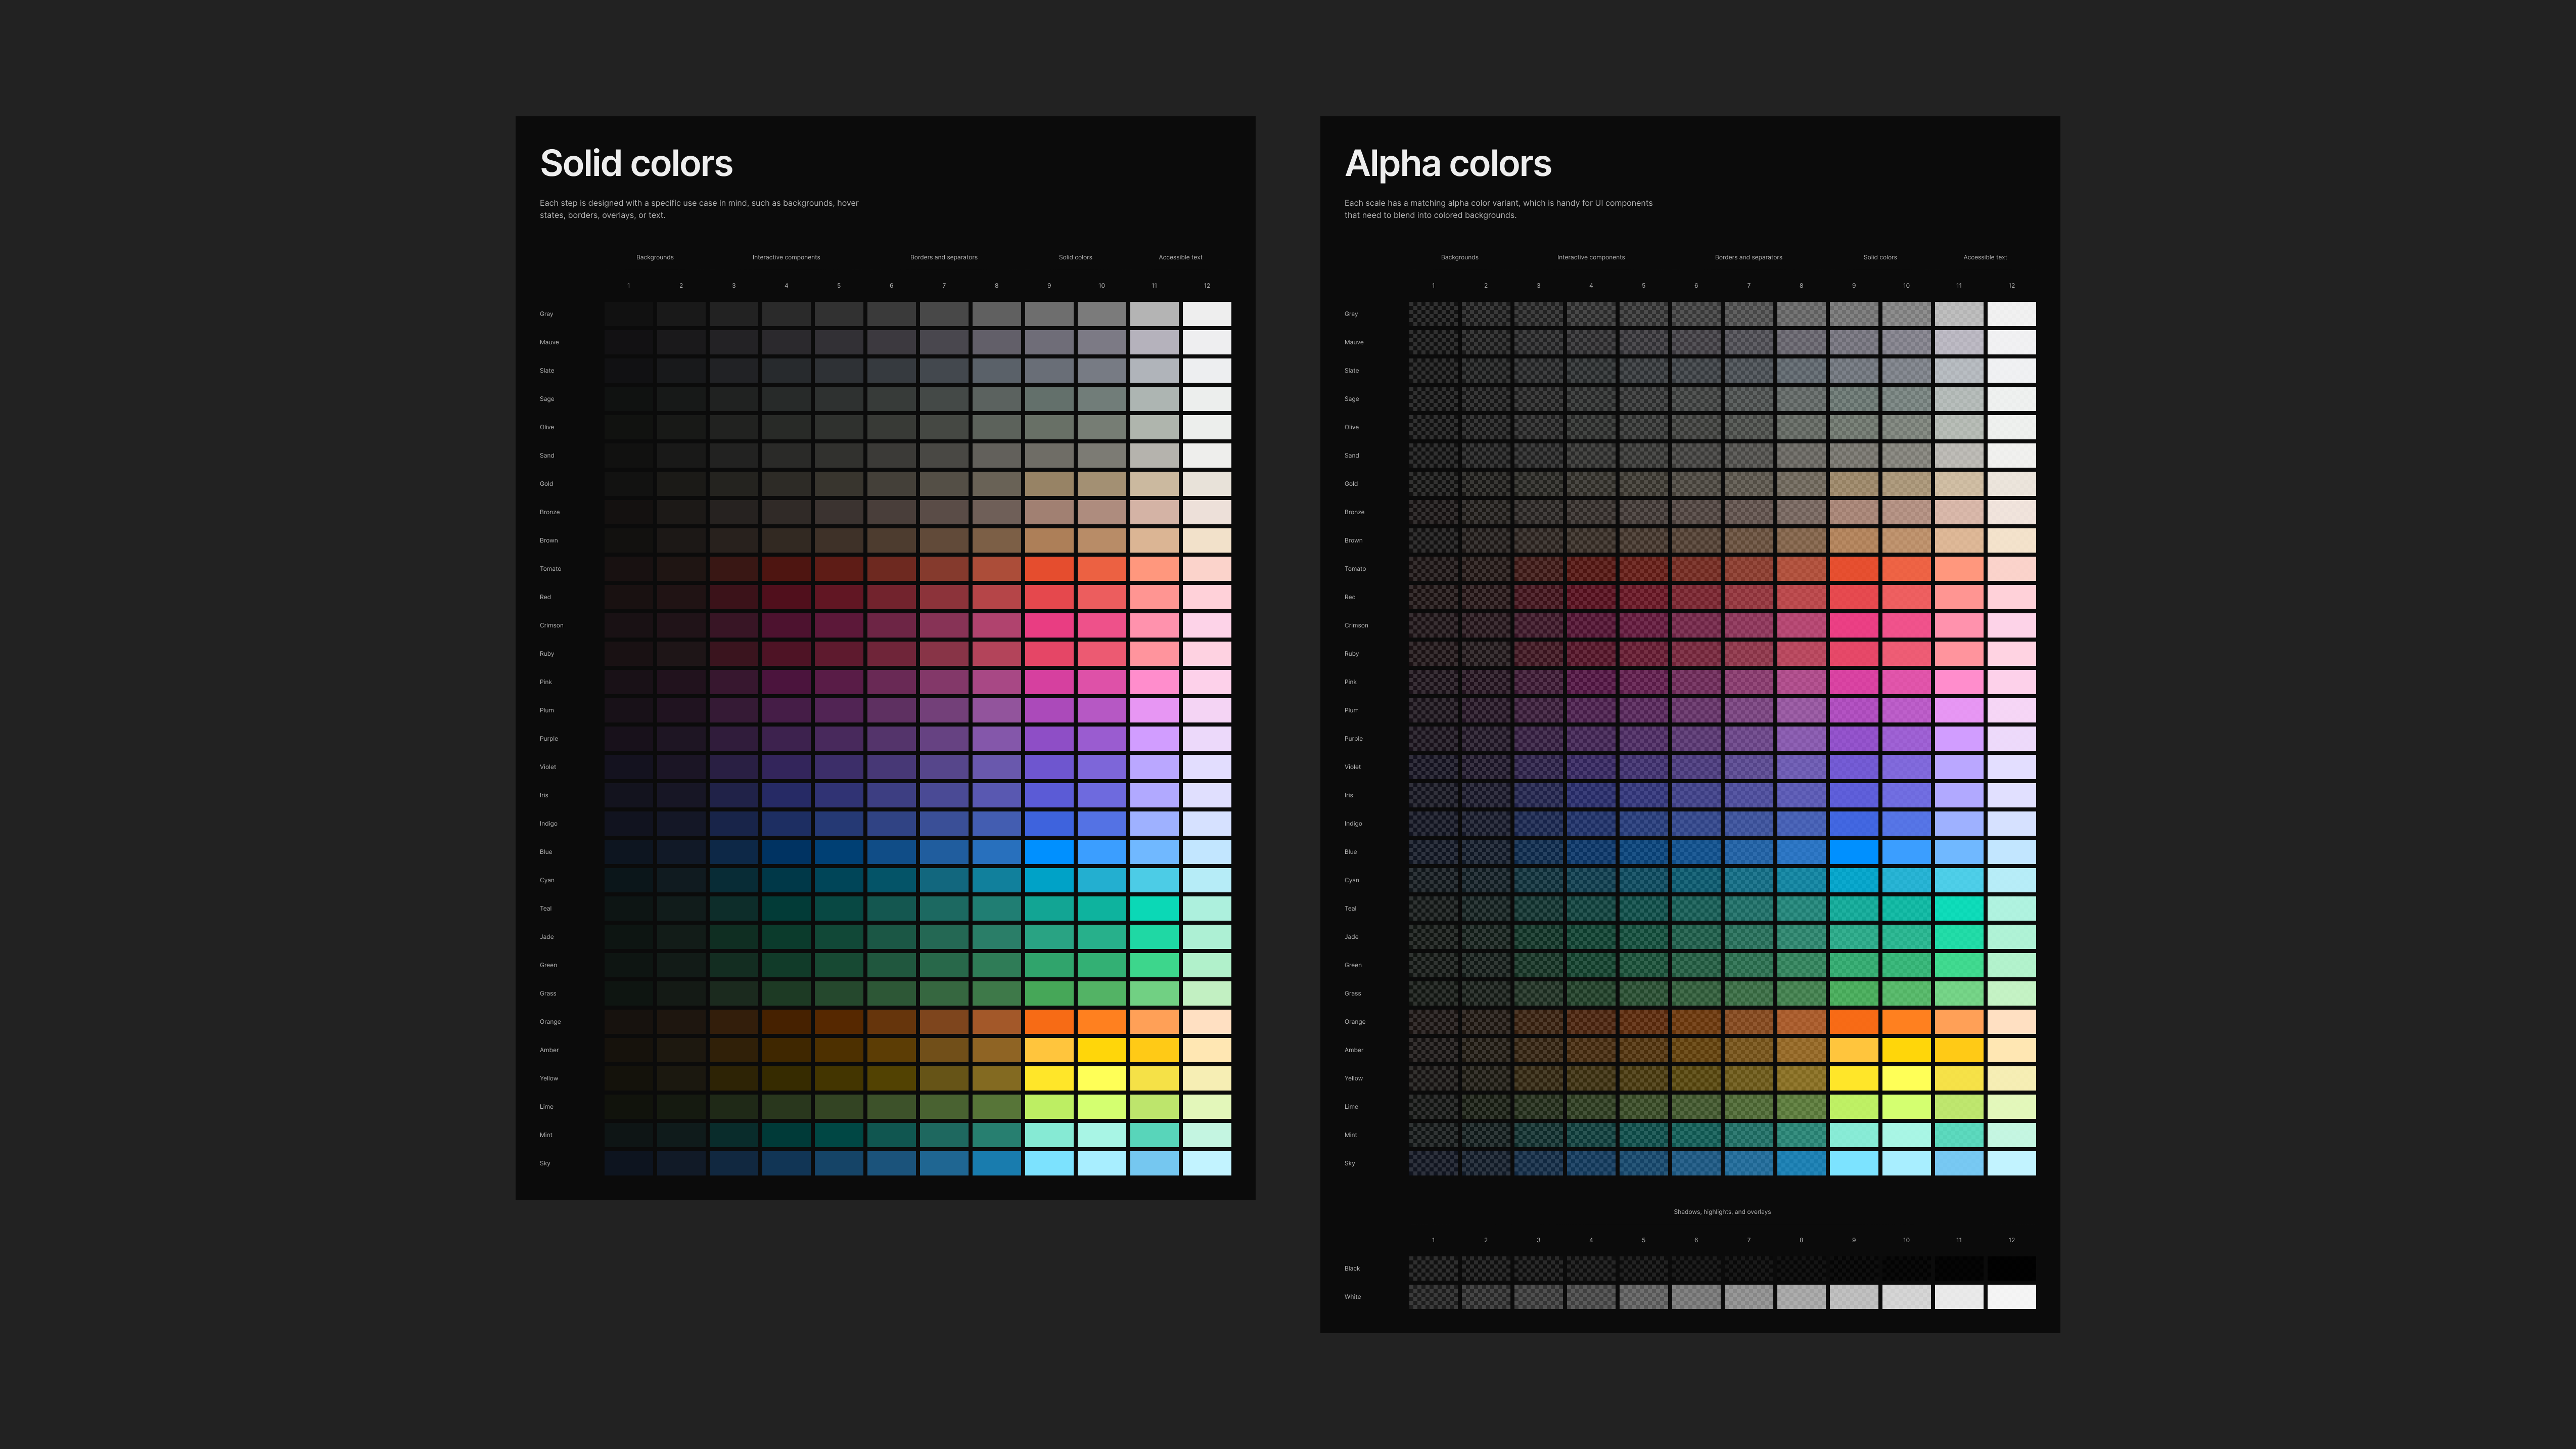 Solid colors
Each step is designed with a specific use case in mind, such as backgrounds, hover
states, borders, overlays, or text.
Backgrounds Interactive components Borders and separators Solid colors Accessible text
1 2 3 4 5 6 7 8 9 10 11 12
Gray
Mauve
Slate
Sage
Olive
Sand
Gold
Bronze
Brown
Tomato
Red
Crimson
Ruby
Pink
Plum
Purple
Violet
Iris
Indigo
Blue
Cyan
Teal
Jade
Green
Grass
Orange
Amber
Yellow
Lime
Mint
Sky
Alpha colors
Each scale has a matching alpha color variant, which is handy for UI components
that need to blend into colored backgrounds.
Backgrounds Interactive components Borders and separators Solid colors Accessible text
1 2 3 4 5 6 7 8 9 10 11 12
Gray
Mauve
Slate
Sage
Olive
Sand
Gold
Bronze
Brown
Tomato
Red
Crimson
Ruby
Pink
Plum
Purple
Violet
Iris
Indigo
Blue
Cyan
Teal
Jade
Green
Grass
Orange
Amber
Yellow
Lime
Mint
Sky
Shadows, highlights, and overlays
1 2 3 4 5 6 7 8 9 10 11 12
Black
White